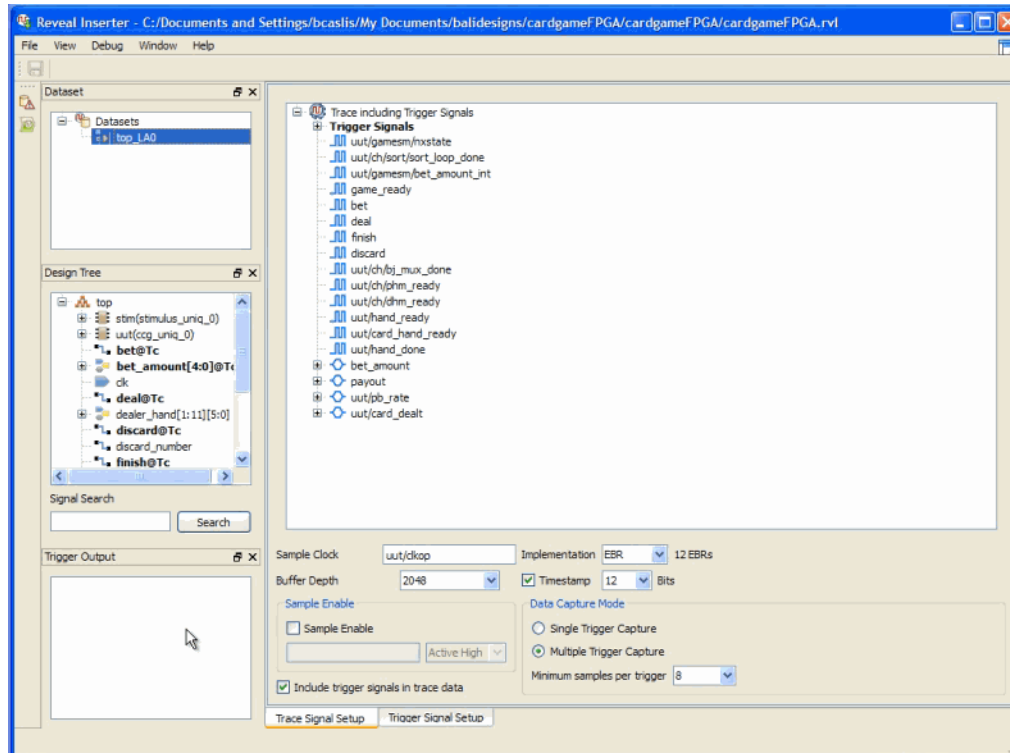 Reveal Inserter - C:/Documents and Settings/bcaslis/My Documents/balidesigns/cardgameFPGA/cardgameFPGA/cardgameFPGA.rvl
File View Debug Window Help
Dataset
Datasets
top_LA0
Design Tree
top
stim(stimulus_uniq_0)
uut(ccg_uniq_0)
bet@Tc
bet_amount[4:0]@Tc
clk
deal@Tc
dealer_hand[1:11][5:0]
discard@Tc
discard_number
finish@Tc
Signal Search
Search
Trigger Output
Trace including Trigger Signals
Trigger Signals
uut/gamesm/nxstate
uut/ch/sort/sort_loop_done
uut/gamesm/bet_amount_int
game_ready
bet
deal
finish
discard
uut/ch/bj_mux_done
uut/ch/phm_ready
uut/ch/dhm_ready
uut/hand_ready
uut/card_hand_ready
uut/hand_done
bet_amount
payout
uut/pb_rate
uut/card_dealt
Sample Clock uut/clkop Implementation EBR 12 EBRs
Buffer Depth 2048 Timestamp 12 Bits
Sample Enable
Sample Enable
Active High
Include trigger signals in trace data
Data Capture Mode
Single Trigger Capture
Multiple Trigger Capture
Minimum samples per trigger 8
Trace Signal Setup Trigger Signal Setup